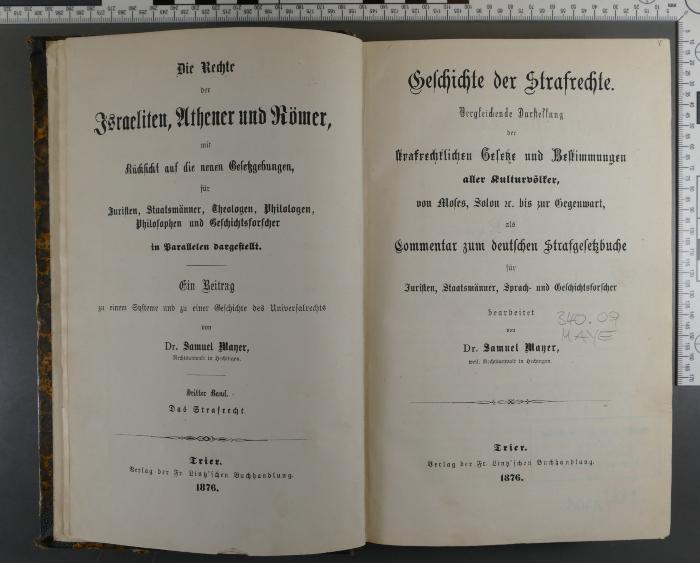 Die Rechte
der
Israeliten, Athener und Römer,
mit
Rücksicht auf die neuen Gesetzgebungen,
für
Juristen, Staatsmänner, Theologen, Philologen,
Philosophen und Geschichtsforscher
in Parallelen dargestellt.
Ein Beitrag
zu einem Systeme und zu einer Geschichte des Universalrechts
von
Dr. Samuel Mayer,
Rechtsanwalt in Hechingen.
Dritter Band.
Das Strafrecht.
Trier.
Verlag der Fr. Lintz'schen Buchhandlung.
1876.
Geschichte der Strafrechte.
Vergleichende Darstellung
der
strafrechtlichen Gesetze und Bestimmungen
aller Kulturvölker,
von Moses, Solon ꝛc. bis zur Gegenwart,
als
Commentar zum deutschen Strafgesetzbuche
für
Juristen, Staatsmänner, Sprach- und Geschichtsforscher
bearbeitet
von
340.09
MAYE
Dr. Samuel Mayer,
weil. Rechtsanwalt in Hechingen.
Trier.
Verlag der Fr. Lintz'schen Buchhandlung.
1876.